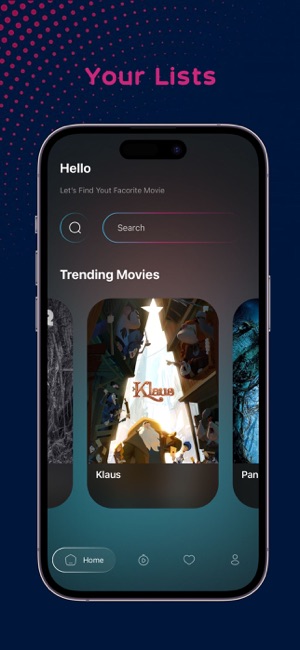 Your Lists
Hello
Let's Find Yout Facorite Movie
Search
Trending Movies
Klaus
Klaus
Pan
Home